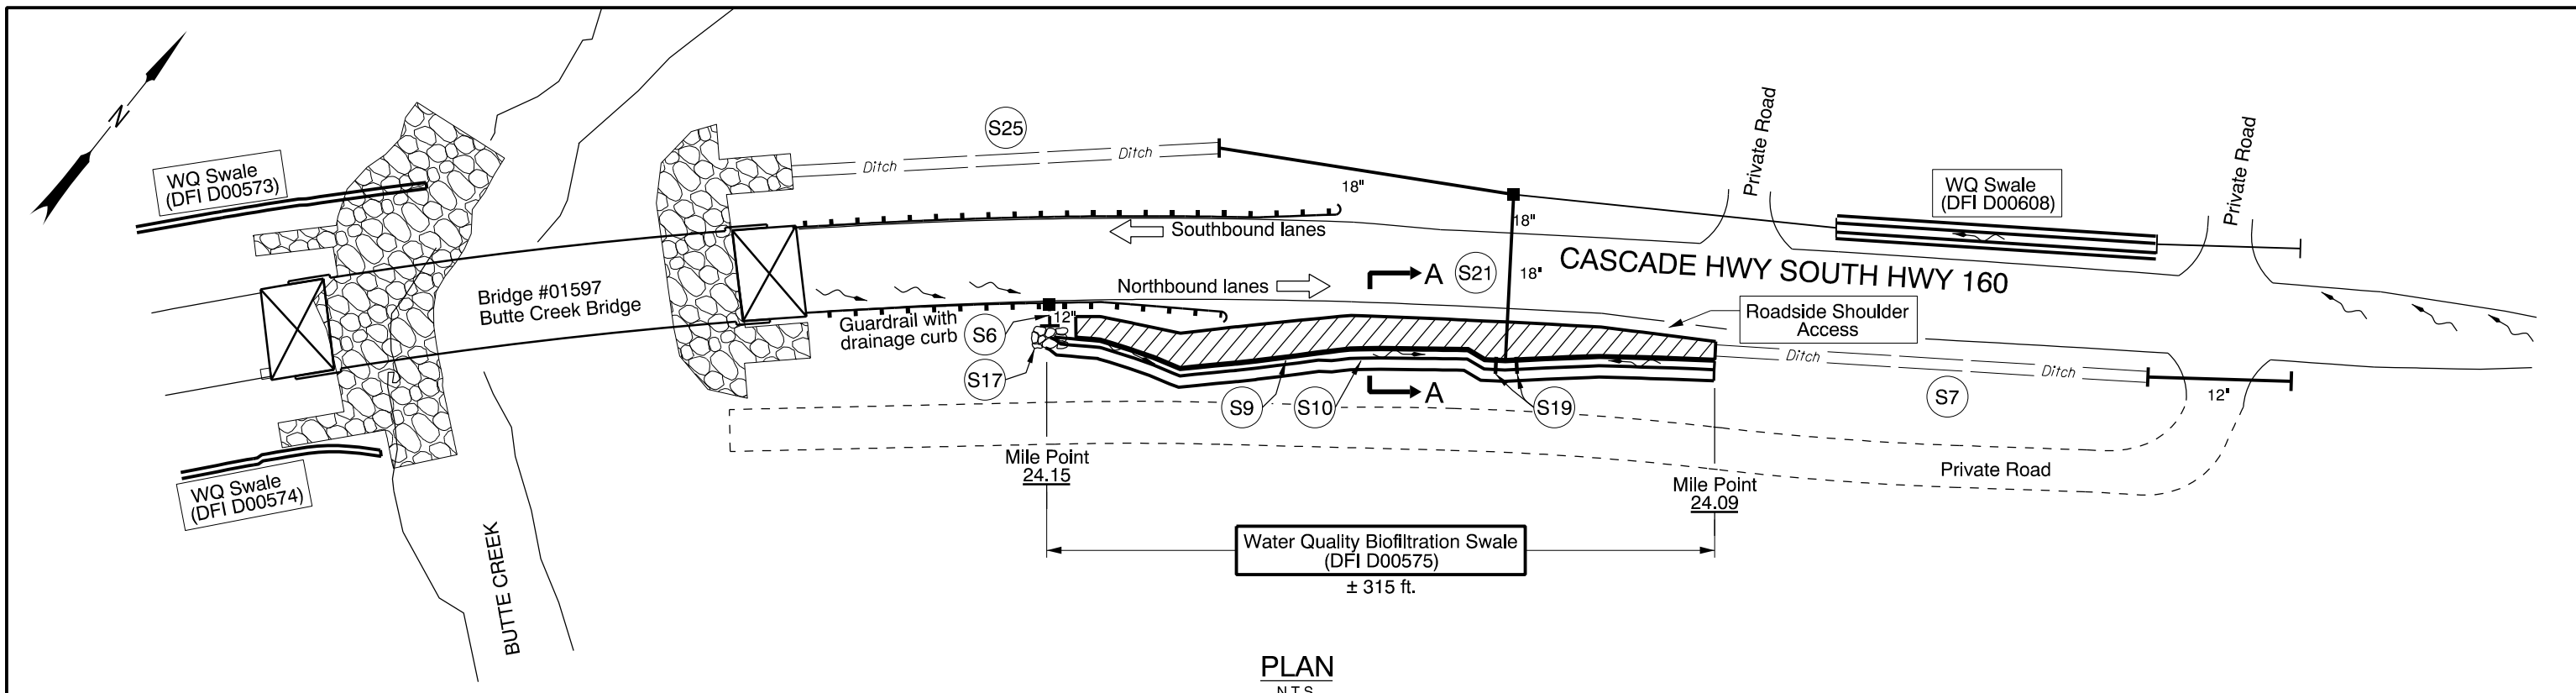 N
WQ Swale
(DFI D00573)
S25
Ditch
Ditch
18"
Private Road
Private Road
WQ Swale
(DFI D00608)
18"
Southbound lanes
Northbound lanes
A
S21
18"
CASCADE HWY SOUTH HWY 160
Bridge #01597
Butte Creek Bridge
Guardrail with
drainage curb
S6
12"
Roadside Shoulder
Access
S17
Ditch
Ditch
S9
S10
A
S19
S7
12"
Mile Point
24.15
Private Road
Mile Point
24.09
WQ Swale
(DFI D00574)
BUTTE CREEK
Water Quality Biofiltration Swale
(DFI D00575)
± 315 ft.
PLAN
N.T.S.